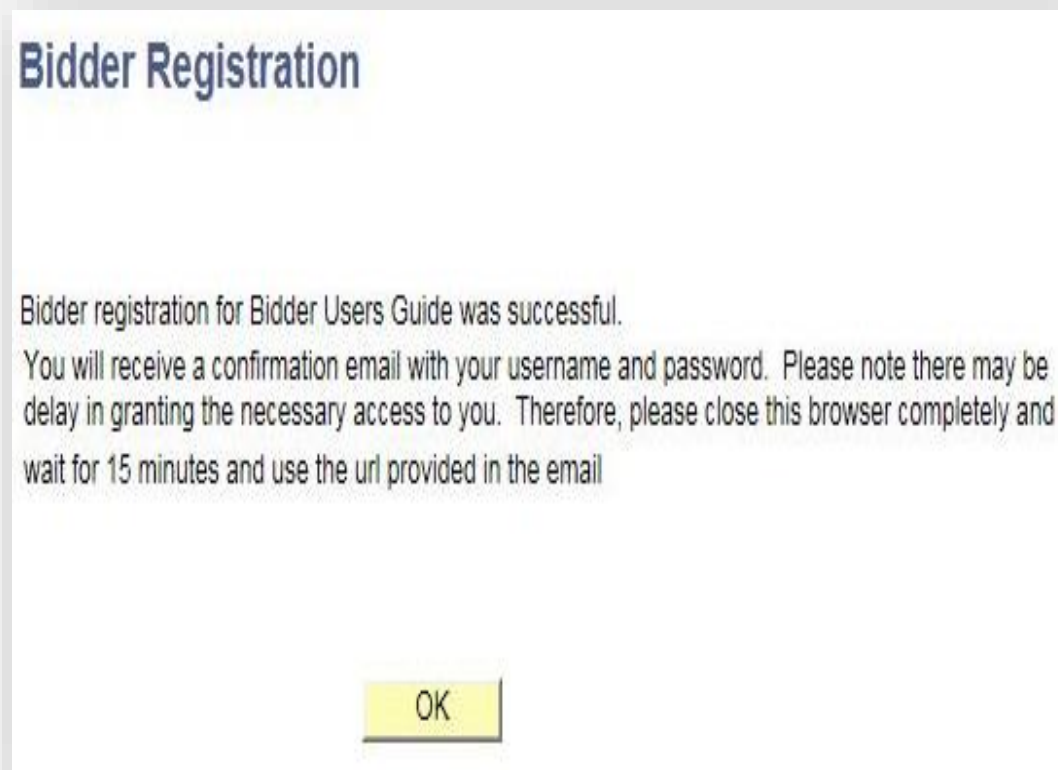 Bidder Registration
Bidder registration for Bidder Users Guide was successful.
You will receive a confirmation email with your username and password.  Please note there may be
delay in granting the necessary access to you.  Therefore, please close this browser completely and
wait for 15 minutes and use the url provided in the email
OK